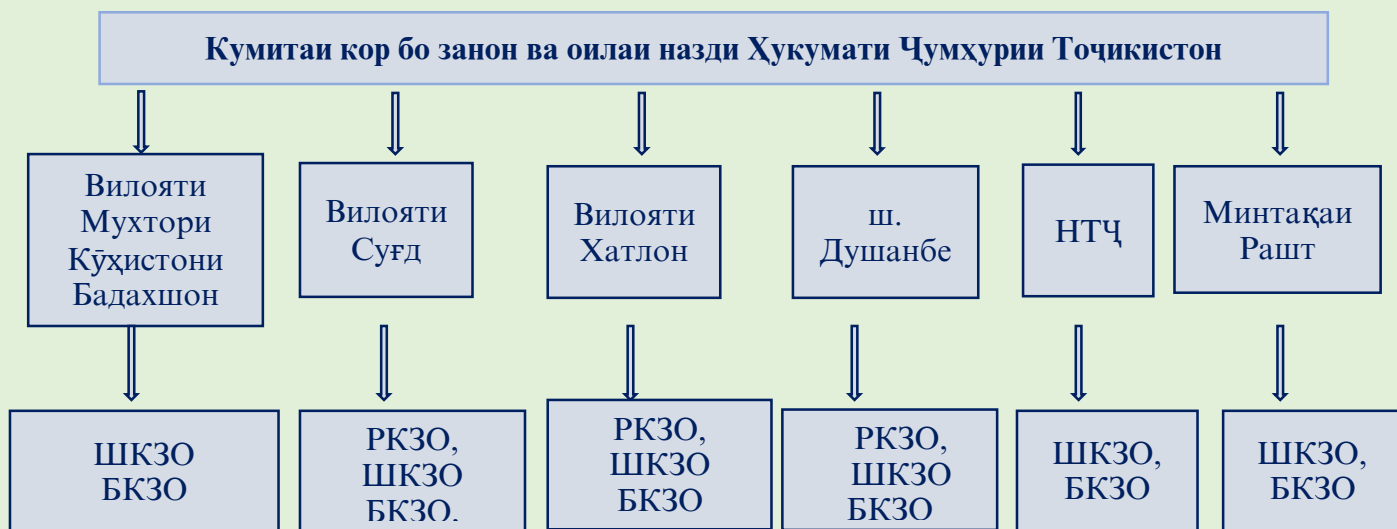 Кумитаи кор бо занон ва оилаи назди Ҳукумати Ҷумҳурии Тоҷикистон
Вилояти
Мухтори
Кӯҳистони
Бадахшон
Вилояти
Суғд
Вилояти
Хатлон
ш.
Душанбе
НТҶ
Минтақаи
Рашт
ШКЗО
БКЗО
РКЗО,
ШКЗО
БКЗО.
РКЗО,
ШКЗО
БКЗО
РКЗО,
ШКЗО
БКЗО
ШКЗО,
БКЗО
ШКЗО,
БКЗО